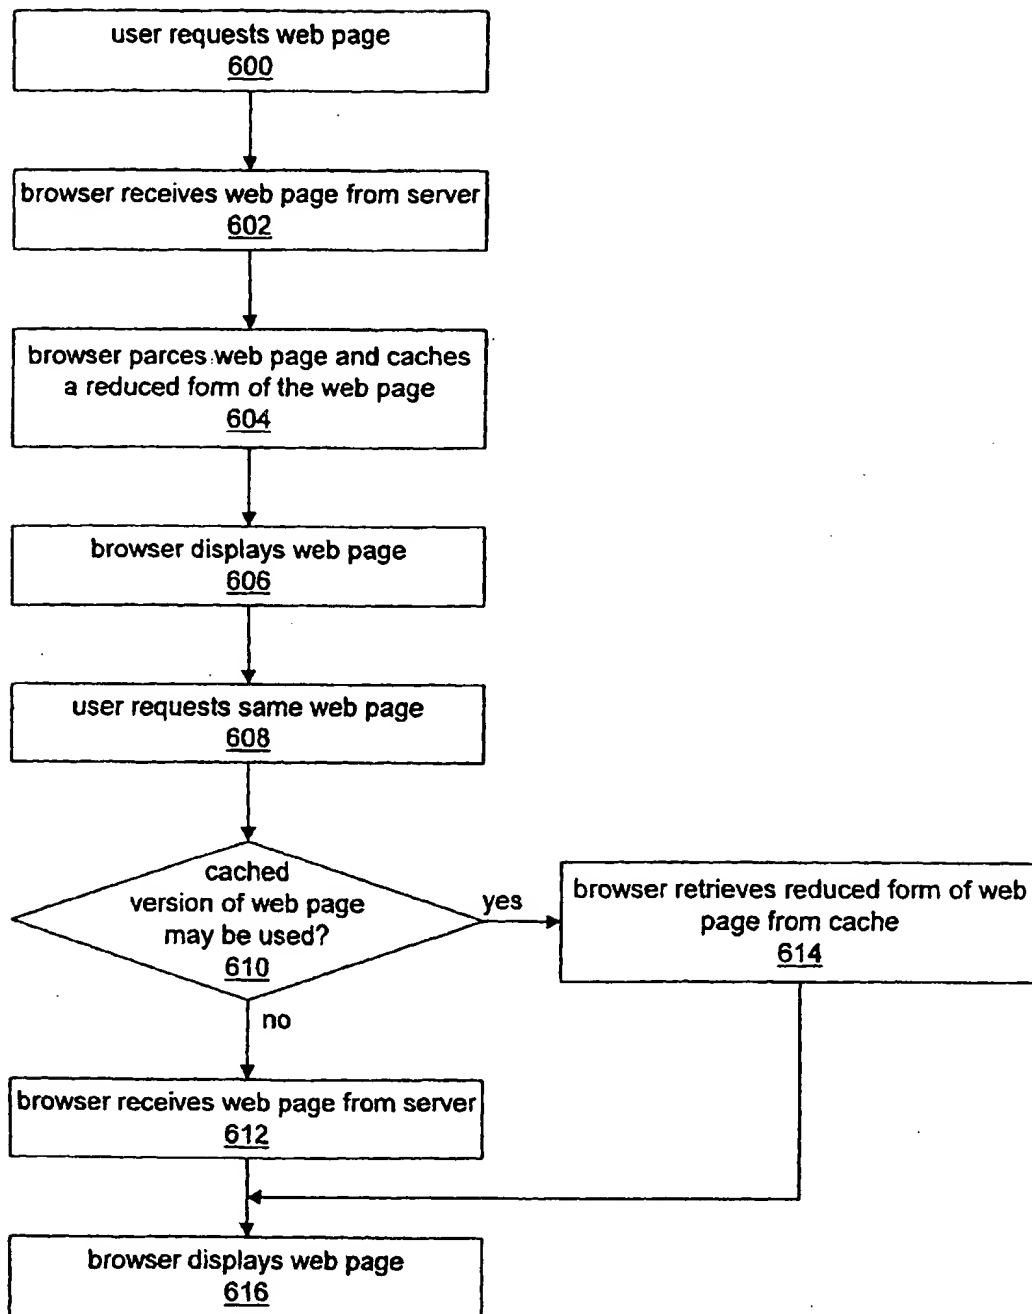 user requests web page
600
browser receives web page from server
602
browser parces web page and caches
a reduced form of the web page
604
browser displays web page
606
user requests same web page
608
cached
version of web page
may be used?
610
yes
browser retrieves reduced form of web
page from cache
614
no
browser receives web page from server
612
browser displays web page
616